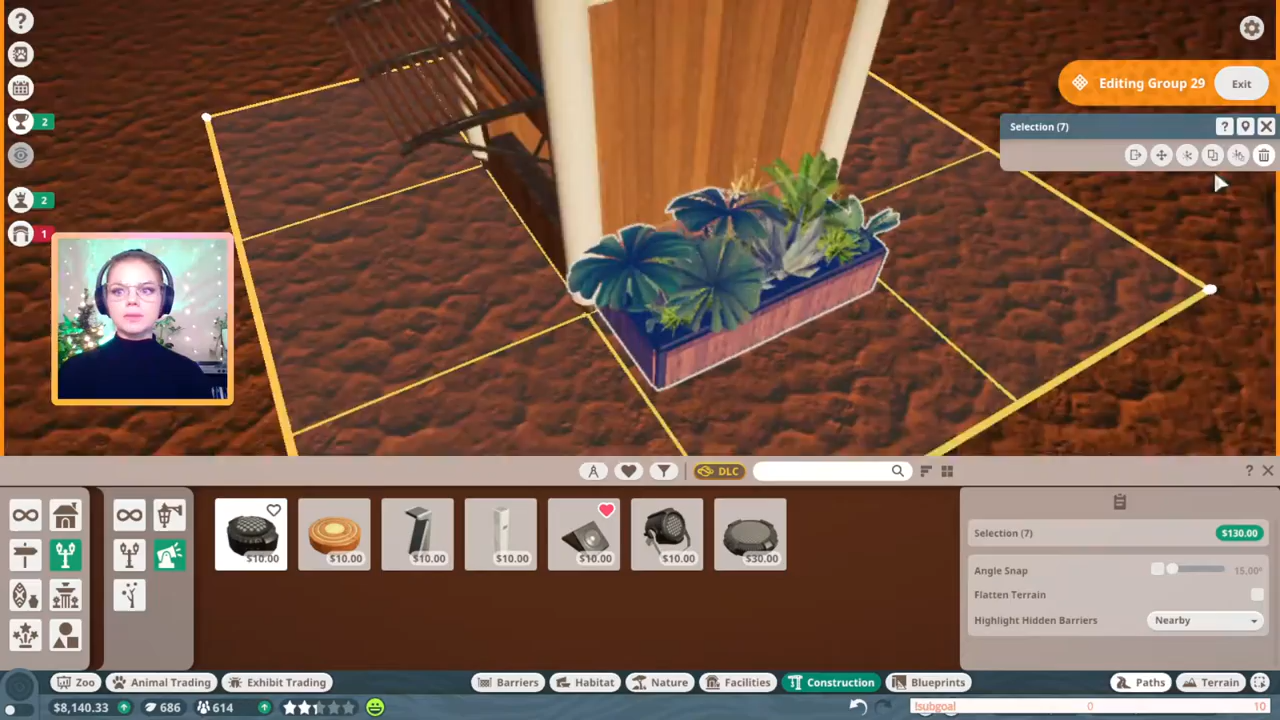 Editing Group 29
Exit
Selection (7)
?
2
2
1
DLC
$10.00
$10.00
$10.00
$10.00
$10.00
$10.00
$30.00
Selection (7)
$130.00
Angle Snap
15.00°
Flatten Terrain
Highlight Hidden Barriers
Nearby
Zoo
Animal Trading
Exhibit Trading
Barriers
Habitat
Nature
Facilities
Construction
Blueprints
Paths
Terrain
$8,140.33
686
614
!subgoal
0
10